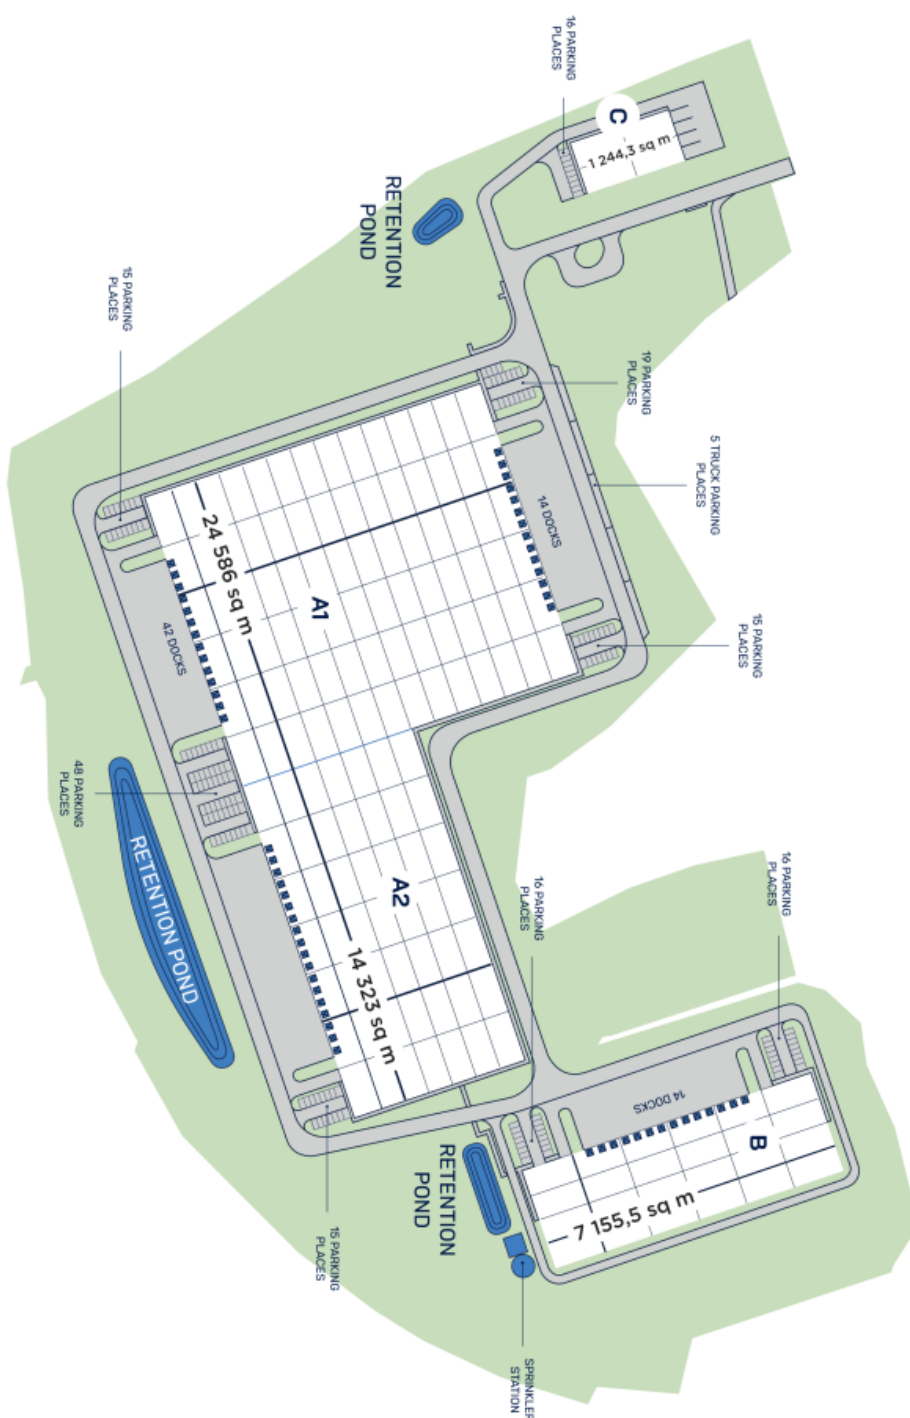 16 PARKING
PLACES
C
1 244,3 sq m
RETENTION
POND
15 PARKING
PLACES
19 PARKING
PLACES
5 TRUCK PARKING
PLACES
14 DOCKS
24 586 sq m
A1
42 DOCKS
15 PARKING
PLACES
48 PARKING
PLACES
RETENTION POND
A2
14 323 sq m
16 PARKING
PLACES
16 PARKING
PLACES
14 DOCKS
B
7 155,5 sq m
RETENTION
POND
15 PARKING
PLACES
SPRINKLER
STATION